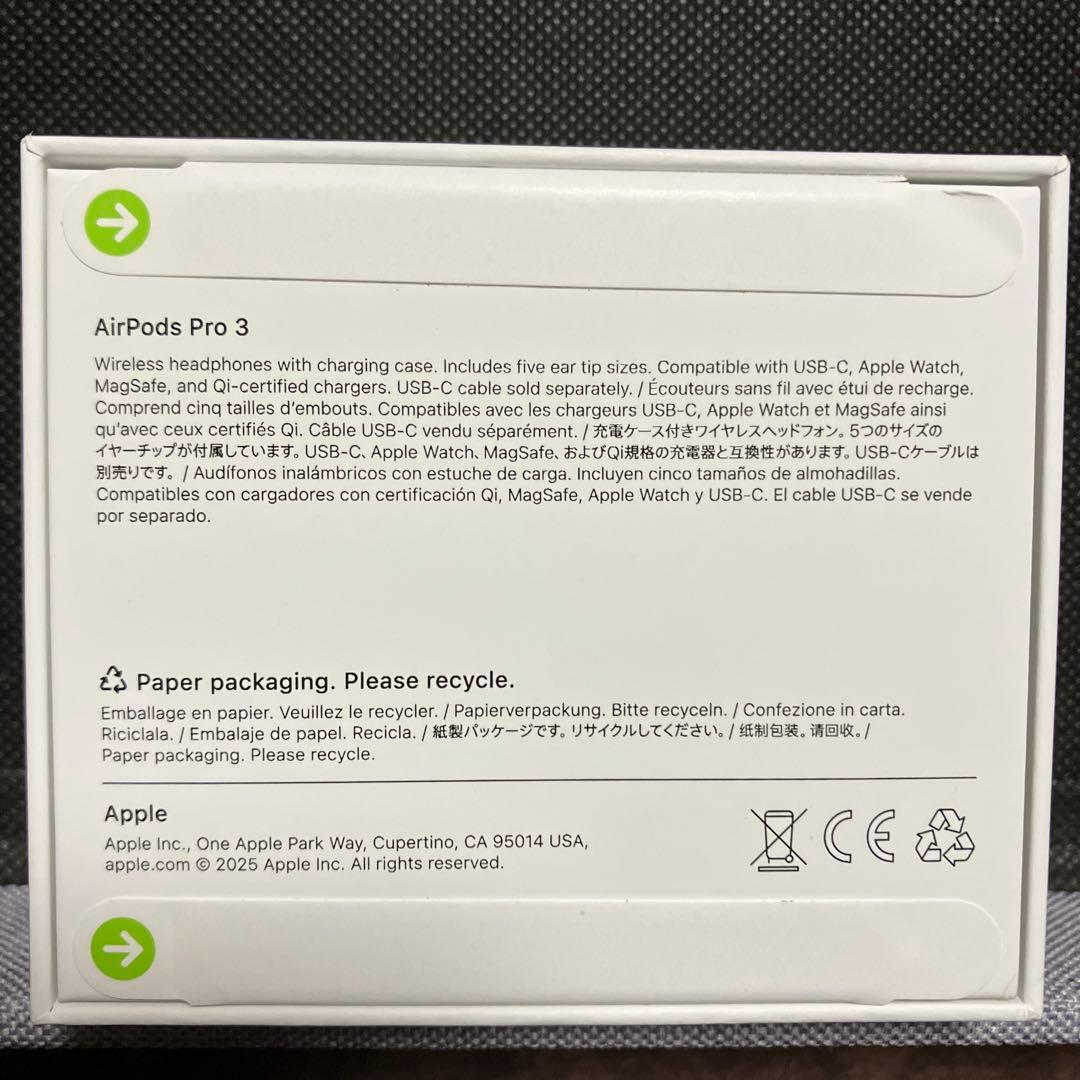 AirPods Pro 3
Wireless headphones with charging case. Includes five ear tip sizes. Compatible with USB-C, Apple Watch,
MagSafe, and Qi-certified chargers. USB-C cable sold separately. / Écouteurs sans fil avec étui de recharge.
Comprend cinq tailles d’embouts. Compatibles avec les chargeurs USB-C, Apple Watch et MagSafe ainsi
qu’avec ceux certifiés Qi. Câble USB-C vendu séparément. / 充電ケース付きワイヤレスヘッドフォン。5つのサイズの
イヤーチップが付属しています。USB-C、Apple Watch、MagSafe、およびQi規格の充電器と互換性があります。USB-Cケーブルは
別売りです。 / Audífonos inalámbricos con estuche de carga. Incluyen cinco tamaños de almohadillas.
Compatibles con cargadores con certificación Qi, MagSafe, Apple Watch y USB-C. El cable USB-C se vende
por separado.
Paper packaging. Please recycle.
Emballage en papier. Veuillez le recycler. / Papierverpackung. Bitte recyceln. / Confezione in carta.
Riciclala. / Embalaje de papel. Recicla. / 紙製パッケージです。リサイクルしてください。 / 纸制包装。请回收。 /
Paper packaging. Please recycle.
Apple
Apple Inc., One Apple Park Way, Cupertino, CA 95014 USA,
apple.com © 2025 Apple Inc. All rights reserved.
CE